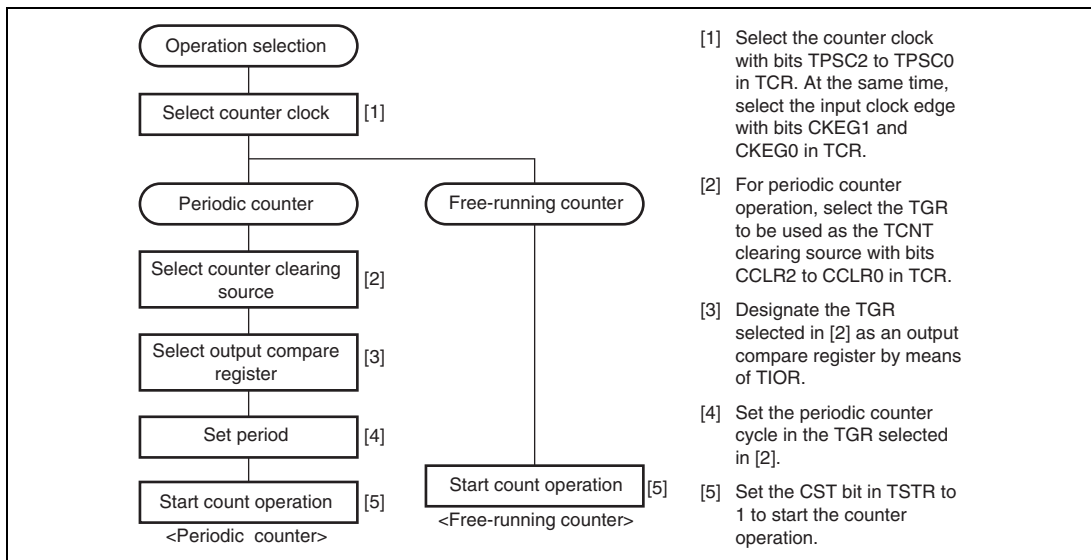 Operation selection
Select counter clock
[1]
Periodic counter
Free-running counter
Select counter clearing
source
[2]
Select output compare
register
[3]
Set period
[4]
Start count operation
[5]
<Periodic counter>
Start count operation
[5]
<Free-running counter>
[1] Select the counter clock
with bits TPSC2 to TPSC0
in TCR. At the same time,
select the input clock edge
with bits CKEG1 and
CKEG0 in TCR.
[2] For periodic counter
operation, select the TGR
to be used as the TCNT
clearing source with bits
CCLR2 to CCLR0 in TCR.
[3] Designate the TGR
selected in [2] as an output
compare register by means
of TIOR.
[4] Set the periodic counter
cycle in the TGR selected
in [2].
[5] Set the CST bit in TSTR to
1 to start the counter
operation.